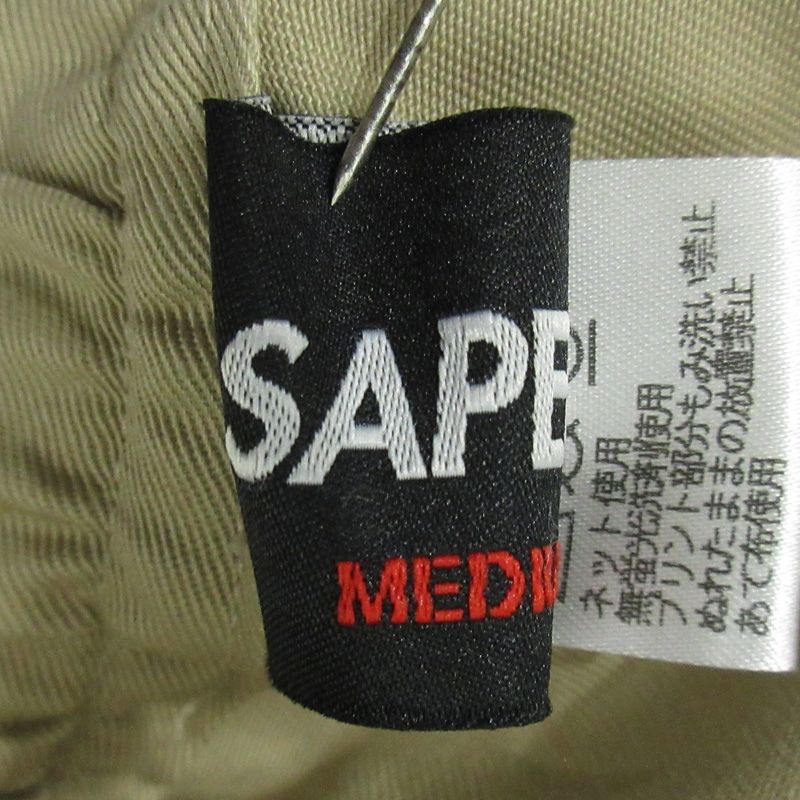 SAPE
MEDIU
ネット使用
無蛍光洗剤使用
プリント部分もみ洗い禁止
ぬれたままの放置禁止
あて布使用